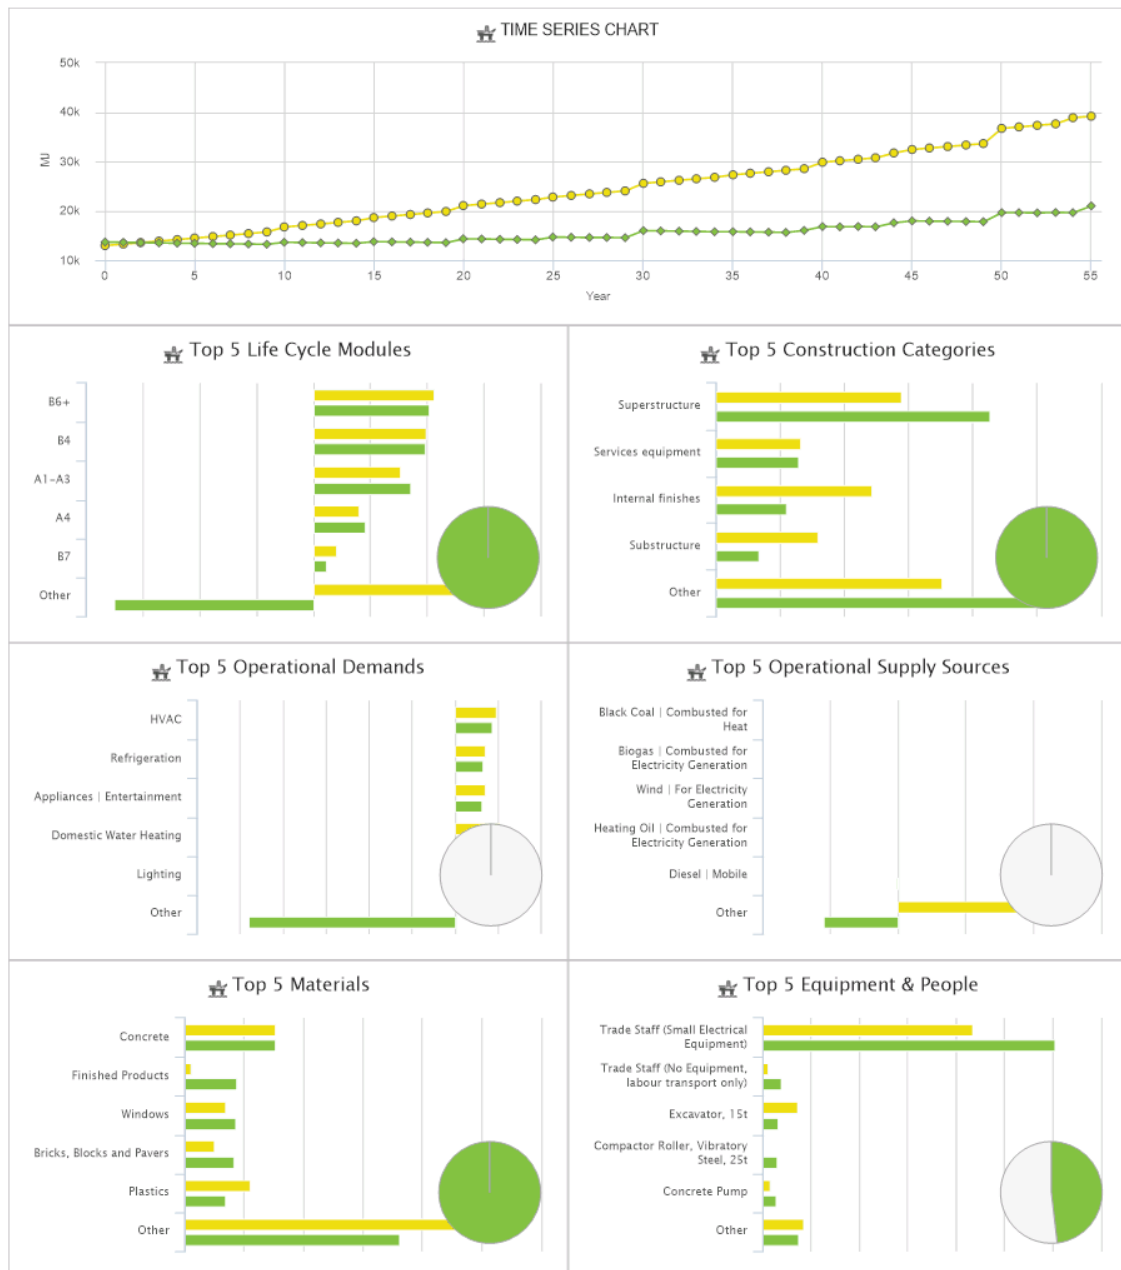 TIME SERIES CHART
50k
40k
30k
20k
10k
MJ
0 5 10 15 20 25 30 35 40 45 50 55
Year
Top 5 Life Cycle Modules
B6+
B4
A1-A3
A4
B7
Other
Top 5 Construction Categories
Superstructure
Services equipment
Internal finishes
Substructure
Other
Top 5 Operational Demands
HVAC
Refrigeration
Appliances | Entertainment
Domestic Water Heating
Lighting
Other
Top 5 Operational Supply Sources
Black Coal | Combusted for
Heat
Biogas | Combusted for
Electricity Generation
Wind | For Electricity
Generation
Heating Oil | Combusted for
Electricity Generation
Diesel | Mobile
Other
Top 5 Materials
Concrete
Finished Products
Windows
Bricks, Blocks and Pavers
Plastics
Other
Top 5 Equipment & People
Trade Staff (Small Electrical
Equipment)
Trade Staff (No Equipment,
labour transport only)
Excavator, 15t
Compactor Roller, Vibratory
Steel, 25t
Concrete Pump
Other